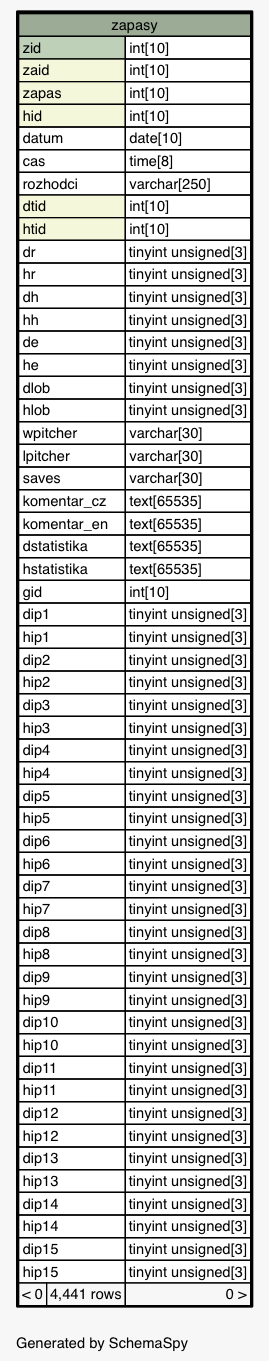 zapasy
zid int[10]
zaid int[10]
zapas int[10]
hid int[10]
datum date[10]
cas time[8]
rozhodci varchar[250]
dtid int[10]
htid int[10]
dr tinyint unsigned[3]
hr tinyint unsigned[3]
dh tinyint unsigned[3]
hh tinyint unsigned[3]
de tinyint unsigned[3]
he tinyint unsigned[3]
dlob tinyint unsigned[3]
hlob tinyint unsigned[3]
wpitcher varchar[30]
lpitcher varchar[30]
saves varchar[30]
komentar_cz text[65535]
komentar_en text[65535]
dstatistika text[65535]
hstatistika text[65535]
gid int[10]
dip1 tinyint unsigned[3]
hip1 tinyint unsigned[3]
dip2 tinyint unsigned[3]
hip2 tinyint unsigned[3]
dip3 tinyint unsigned[3]
hip3 tinyint unsigned[3]
dip4 tinyint unsigned[3]
hip4 tinyint unsigned[3]
dip5 tinyint unsigned[3]
hip5 tinyint unsigned[3]
dip6 tinyint unsigned[3]
hip6 tinyint unsigned[3]
dip7 tinyint unsigned[3]
hip7 tinyint unsigned[3]
dip8 tinyint unsigned[3]
hip8 tinyint unsigned[3]
dip9 tinyint unsigned[3]
hip9 tinyint unsigned[3]
dip10 tinyint unsigned[3]
hip10 tinyint unsigned[3]
dip11 tinyint unsigned[3]
hip11 tinyint unsigned[3]
dip12 tinyint unsigned[3]
hip12 tinyint unsigned[3]
dip13 tinyint unsigned[3]
hip13 tinyint unsigned[3]
dip14 tinyint unsigned[3]
hip14 tinyint unsigned[3]
dip15 tinyint unsigned[3]
hip15 tinyint unsigned[3]
< 0 4,441 rows 0 >
Generated by SchemaSpy